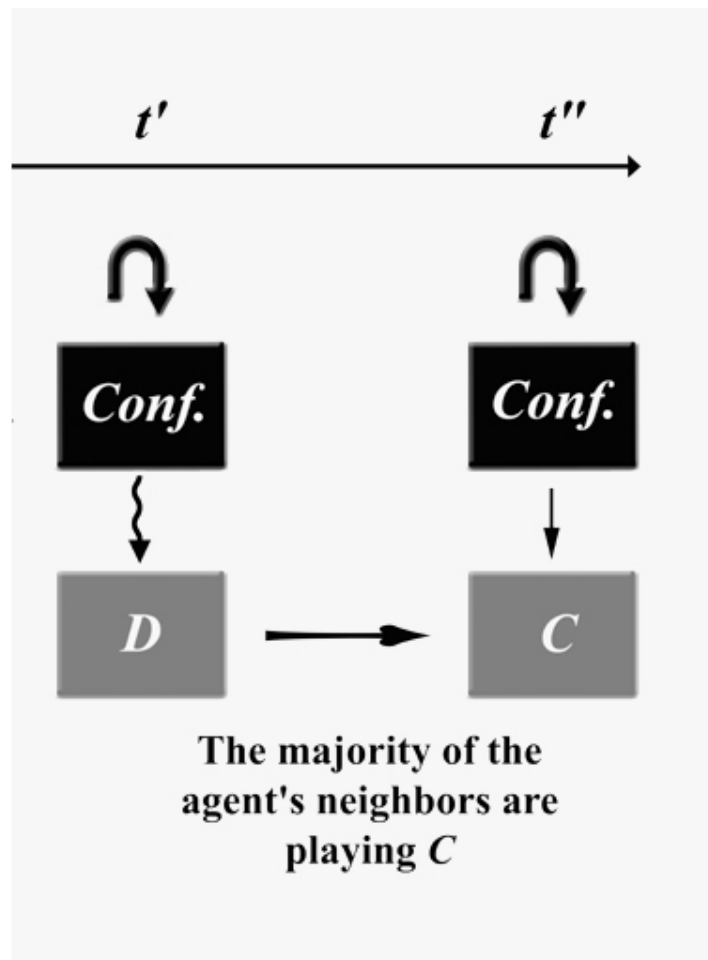 t' t''
Conf. Conf.
D C
The majority of the
agent's neighbors are
playing C